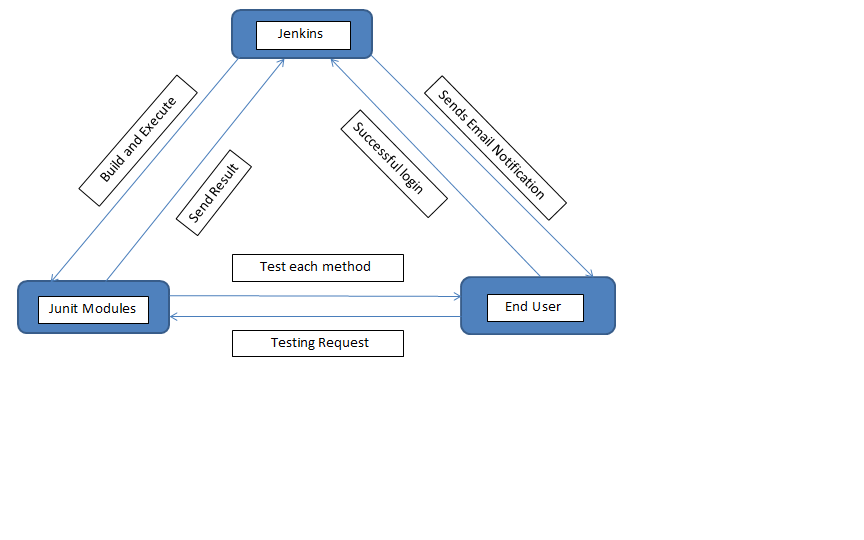 Jenkins
Build and Execute
Sends Email Notification
Successful login
Send Result
Test each method
Junit Modules
End User
Testing Request